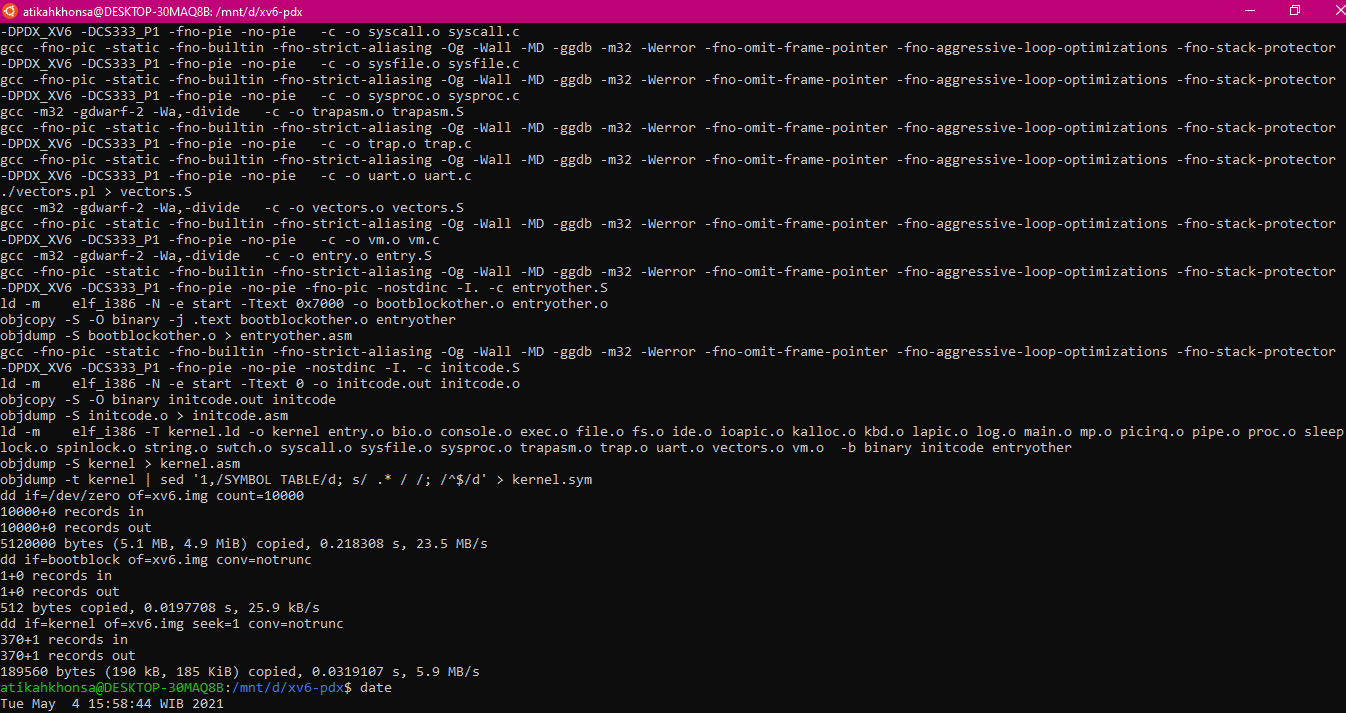 atikahkhonsa@DESKTOP-30MAQ8B: /mnt/d/xv6-pdx
-DPDX_XV6 -DCS333_P1 -fno-pie -no-pie   -c -o syscall.o syscall.c
gcc -fno-pic -static -fno-builtin -fno-strict-aliasing -Og -Wall -MD -ggdb -m32 -Werror -fno-omit-frame-pointer -fno-aggressive-loop-optimizations -fno-stack-protector
-DPDX_XV6 -DCS333_P1 -fno-pie -no-pie   -c -o sysfile.o sysfile.c
gcc -fno-pic -static -fno-builtin -fno-strict-aliasing -Og -Wall -MD -ggdb -m32 -Werror -fno-omit-frame-pointer -fno-aggressive-loop-optimizations -fno-stack-protector
-DPDX_XV6 -DCS333_P1 -fno-pie -no-pie   -c -o sysproc.o sysproc.c
gcc -m32 -gdwarf-2 -Wa,-divide   -c -o trapasm.o trapasm.S
gcc -fno-pic -static -fno-builtin -fno-strict-aliasing -Og -Wall -MD -ggdb -m32 -Werror -fno-omit-frame-pointer -fno-aggressive-loop-optimizations -fno-stack-protector
-DPDX_XV6 -DCS333_P1 -fno-pie -no-pie   -c -o trap.o trap.c
gcc -fno-pic -static -fno-builtin -fno-strict-aliasing -Og -Wall -MD -ggdb -m32 -Werror -fno-omit-frame-pointer -fno-aggressive-loop-optimizations -fno-stack-protector
-DPDX_XV6 -DCS333_P1 -fno-pie -no-pie   -c -o uart.o uart.c
./vectors.pl > vectors.S
gcc -m32 -gdwarf-2 -Wa,-divide   -c -o vectors.o vectors.S
gcc -fno-pic -static -fno-builtin -fno-strict-aliasing -Og -Wall -MD -ggdb -m32 -Werror -fno-omit-frame-pointer -fno-aggressive-loop-optimizations -fno-stack-protector
-DPDX_XV6 -DCS333_P1 -fno-pie -no-pie   -c -o vm.o vm.c
gcc -m32 -gdwarf-2 -Wa,-divide   -c -o entry.o entry.S
gcc -fno-pic -static -fno-builtin -fno-strict-aliasing -Og -Wall -MD -ggdb -m32 -Werror -fno-omit-frame-pointer -fno-aggressive-loop-optimizations -fno-stack-protector
-DPDX_XV6 -DCS333_P1 -fno-pie -no-pie -fno-pic -nostdinc -I. -c entryother.S
ld -m    elf_i386 -N -e start -Ttext 0x7000 -o bootblockother.o entryother.o
objcopy -S -O binary -j .text bootblockother.o entryother
objdump -S bootblockother.o > entryother.asm
gcc -fno-pic -static -fno-builtin -fno-strict-aliasing -Og -Wall -MD -ggdb -m32 -Werror -fno-omit-frame-pointer -fno-aggressive-loop-optimizations -fno-stack-protector
-DPDX_XV6 -DCS333_P1 -fno-pie -no-pie -nostdinc -I. -c initcode.S
ld -m    elf_i386 -N -e start -Ttext 0 -o initcode.out initcode.o
objcopy -S -O binary initcode.out initcode
objdump -S initcode.o > initcode.asm
ld -m    elf_i386 -T kernel.ld -o kernel entry.o bio.o console.o exec.o file.o fs.o ide.o ioapic.o kalloc.o kbd.o lapic.o log.o main.o mp.o picirq.o pipe.o proc.o sleep
lock.o spinlock.o string.o swtch.o syscall.o sysfile.o sysproc.o trapasm.o trap.o uart.o vectors.o vm.o  -b binary initcode entryother
objdump -S kernel > kernel.asm
objdump -t kernel | sed '1,/SYMBOL TABLE/d; s/ .* / /; /^$/d' > kernel.sym
dd if=/dev/zero of=xv6.img count=10000
10000+0 records in
10000+0 records out
5120000 bytes (5.1 MB, 4.9 MiB) copied, 0.218308 s, 23.5 MB/s
dd if=bootblock of=xv6.img conv=notrunc
1+0 records in
1+0 records out
512 bytes copied, 0.0197708 s, 25.9 kB/s
dd if=kernel of=xv6.img seek=1 conv=notrunc
370+1 records in
370+1 records out
189560 bytes (190 kB, 185 KiB) copied, 0.0319107 s, 5.9 MB/s
atikahkhonsa@DESKTOP-30MAQ8B:/mnt/d/xv6-pdx$ date
Tue May  4 15:58:44 WIB 2021